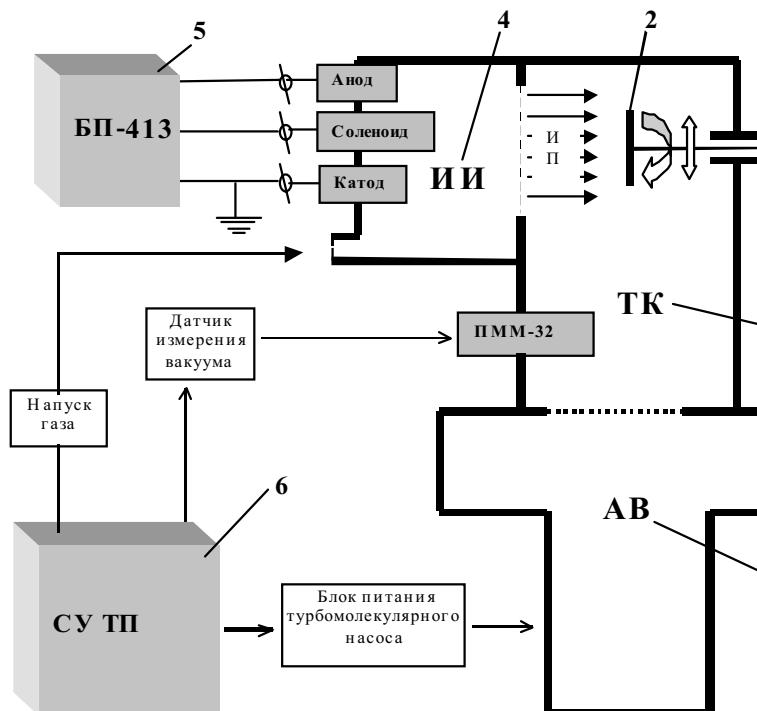 5
4
2
БП-413
Анод
Соленоид
Катод
ИИ
И
П
ТК
Датчик
измерения
вакуума
ПММ-32
Напуск
газа
6
АВ
СУ ТП
Блок питания
турбомолекулярного
насоса